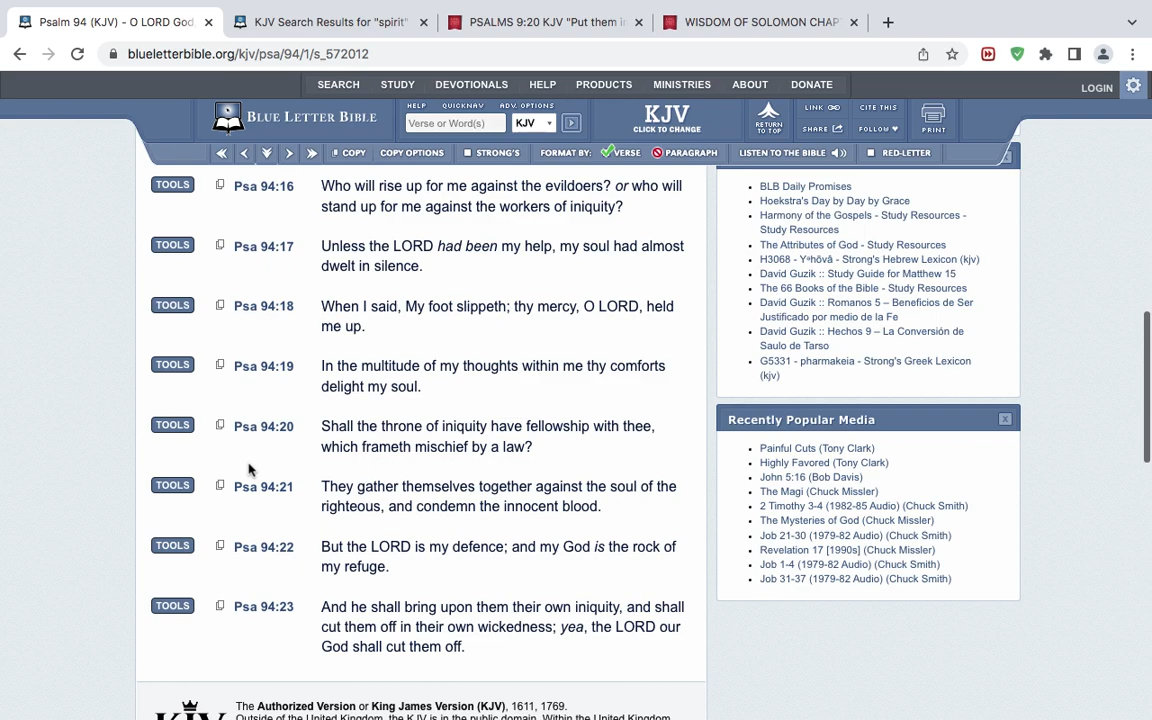 Psalm 94 (KJV) - O LORD God
KJV Search Results for "spirit"
PSALMS 9:20 KJV "Put them i
WISDOM OF SOLOMON CHAP
blueletterbible.org/kjv/psa/94/1/s_572012
SEARCH STUDY DEVOTIONALS HELP PRODUCTS MINISTRIES ABOUT DONATE
LOGIN
BLUE LETTER BIBLE
HELP QUICKNAV ADV. OPTIONS
Verse or Word(s) KJV
KJV
CLICK TO CHANGE
RETURN
TO TOP
LINK CITE THIS
SHARE FOLLOW
PRINT
COPY COPY OPTIONS STRONG'S FORMAT BY: VERSE PARAGRAPH LISTEN TO THE BIBLE RED-LETTER
TOOLS Psa 94:16 Who will rise up for me against the evildoers? or who will
stand up for me against the workers of iniquity?
TOOLS Psa 94:17 Unless the LORD had been my help, my soul had almost
dwelt in silence.
TOOLS Psa 94:18 When I said, My foot slippeth; thy mercy, O LORD, held
me up.
TOOLS Psa 94:19 In the multitude of my thoughts within me thy comforts
delight my soul.
TOOLS Psa 94:20 Shall the throne of iniquity have fellowship with thee,
which frameth mischief by a law?
TOOLS Psa 94:21 They gather themselves together against the soul of the
righteous, and condemn the innocent blood.
TOOLS Psa 94:22 But the LORD is my defence; and my God is the rock of
my refuge.
TOOLS Psa 94:23 And he shall bring upon them their own iniquity, and shall
cut them off in their own wickedness; yea, the LORD our
God shall cut them off.
KJV
The Authorized Version or King James Version (KJV), 1611, 1769.
Outside of the United Kingdom, the KJV is in the public domain. Within the United Kingdom,
BLB Daily Promises
Hoekstra's Day by Day by Grace
Harmony of the Gospels - Study Resources -
Study Resources
The Attributes of God - Study Resources
H3068 - Yᵊhōvâ - Strong's Hebrew Lexicon (kjv)
David Guzik :: Study Guide for Matthew 15
The 66 Books of the Bible - Study Resources
David Guzik :: Romanos 5 – Beneficios de Ser
Justificado por medio de la Fe
David Guzik :: Hechos 9 – La Conversión de
Saulo de Tarso
G5331 - pharmakeia - Strong's Greek Lexicon
(kjv)
Recently Popular Media
Painful Cuts (Tony Clark)
Highly Favored (Tony Clark)
John 5:16 (Bob Davis)
The Magi (Chuck Missler)
2 Timothy 3-4 (1982-85 Audio) (Chuck Smith)
The Mysteries of God (Chuck Missler)
Job 21-30 (1979-82 Audio) (Chuck Smith)
Revelation 17 [1990s] (Chuck Missler)
Job 1-4 (1979-82 Audio) (Chuck Smith)
Job 31-37 (1979-82 Audio) (Chuck Smith)